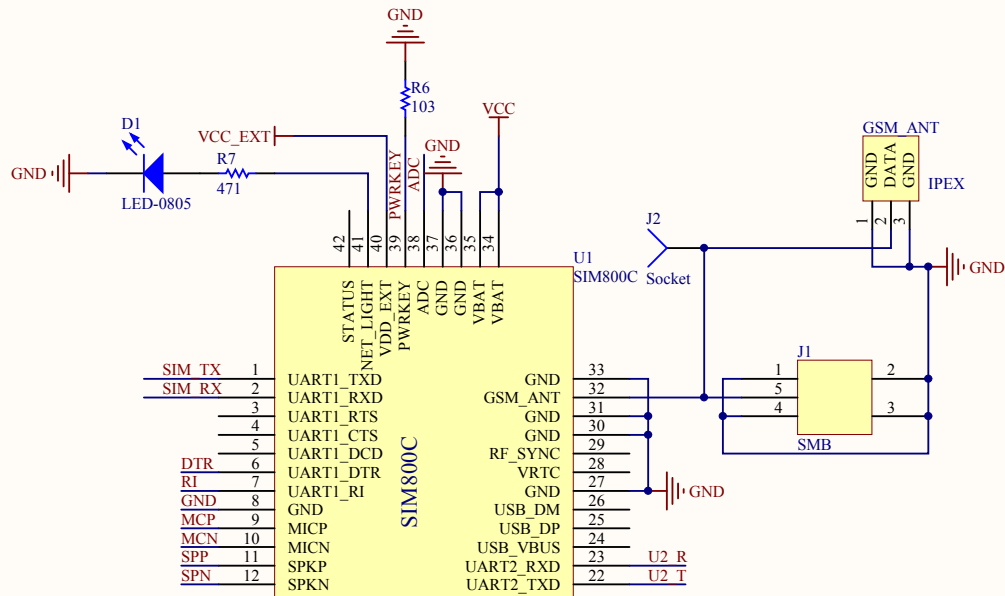 GND
R6
103
VCC
D1
VCC_EXT
GND
GSM_ANT
PWRKEY
ADC
GND
R7
471
LED-0805
GND
DATA
GND
IPEX
1
2
3
J2
Socket
GND
42
41
40
39
38
37
36
35
34
U1
SIM800C
STATUS
NET_LIGHT
VDD_EXT
PWRKEY
ADC
GND
GND
VBAT
VBAT
J1
1
5
4
2
3
SMB
SIM_TX 1 UART1_TXD GND 33
SIM_RX 2 UART1_RXD GSM_ANT 32
3 UART1_RTS GND 31
4 UART1_CTS GND 30
5 UART1_DCD RF_SYNC 29
DTR 6 UART1_DTR VRTC 28
RI 7 UART1_RI GND 27
GND
GND 8 GND USB_DM 26
MCP 9 MICP USB_DP 25
MCN 10 MICN USB_VBUS 24
SPP 11 SPKP UART2_RXD 23 U2_R
SPN 12 SPKN UART2_TXD 22 U2_T
SIM800C